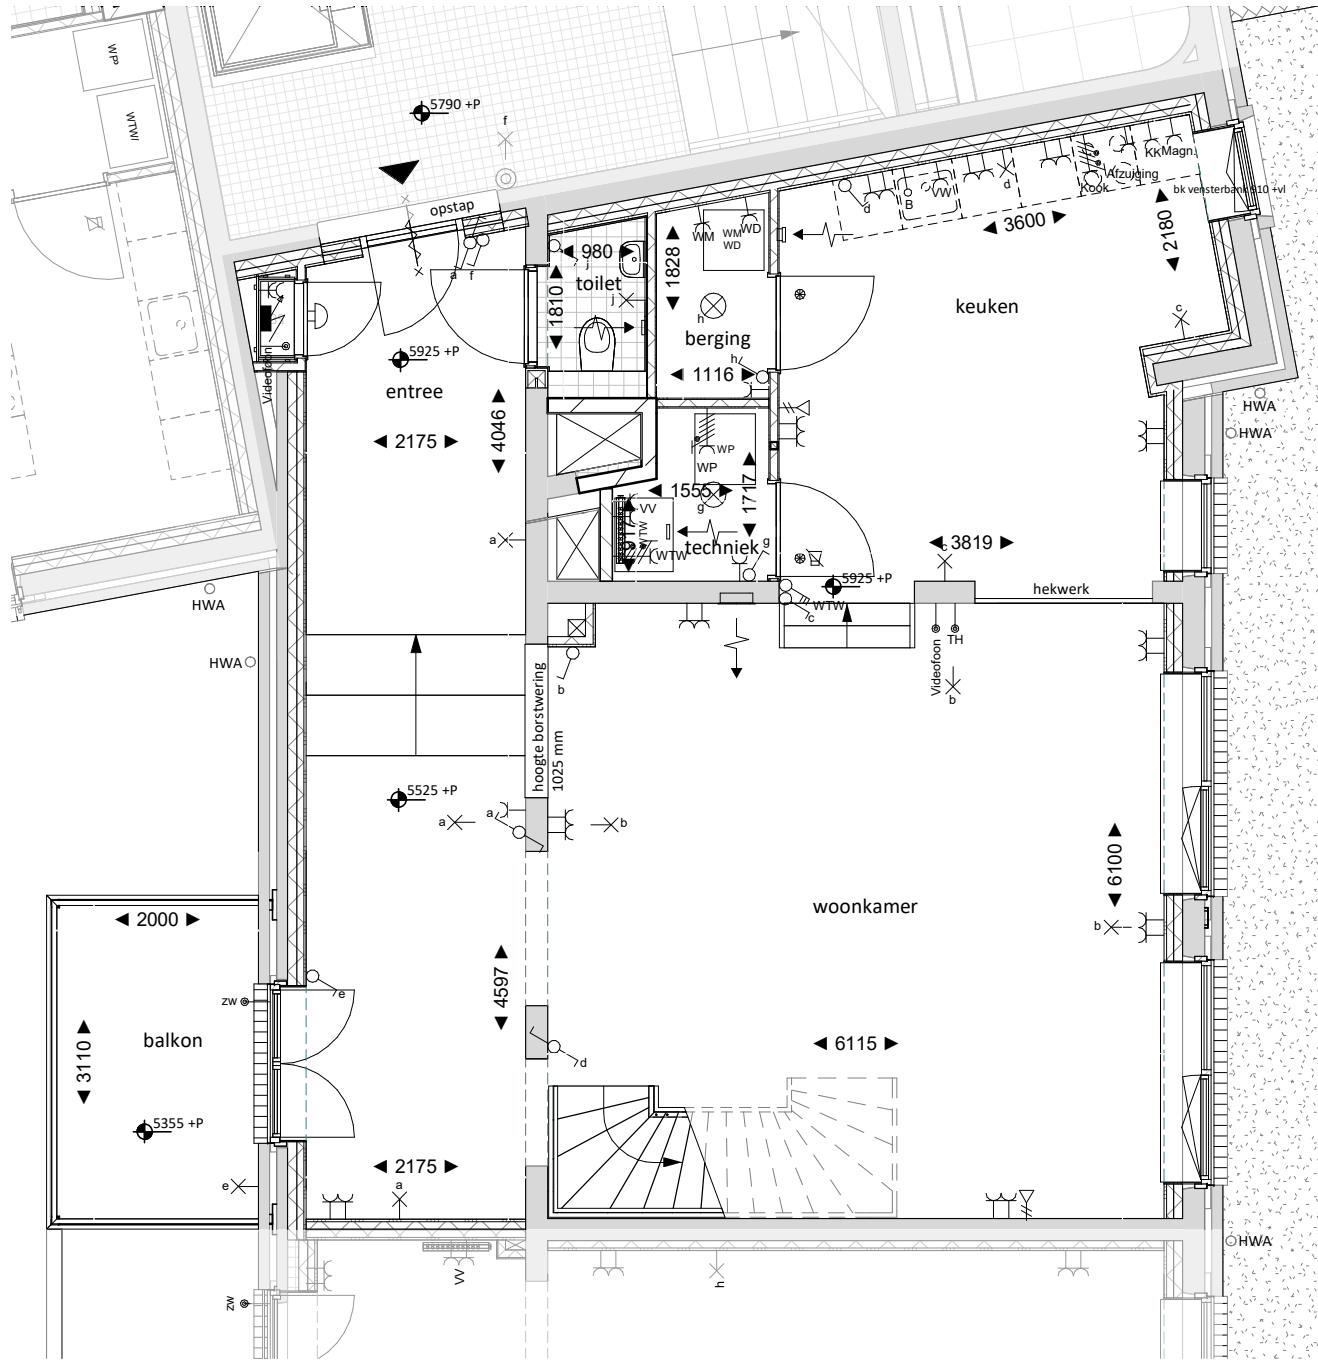 WP
WTW
5790 +P
f
opstap
a
f
980
j
toilet
j
1810
1828
WM
WM
WD
WD
h
berging
h
1116
d
B
VW
d
3600
Kook
Afzuiging
KK
Magn.
bk vensterbank 910 +vl
2180
keuken
c
Videofoon
5925 +P
entree
2175
4046
HWA
HWA
WP
WP
1555
g
1717
VV
WTW
WTW
techniek
g
a
3819
c
5925 +P
WTW
c
hekwerk
HWA
HWA
Videofoon
TH
b
b
hoogte borstwering
1025 mm
5525 +P
a
a
b
6100
b
woonkamer
2000
4597
e
zw
balkon
3110
5355 +P
e
6115
d
2175
a
HWA
VV
h
zw